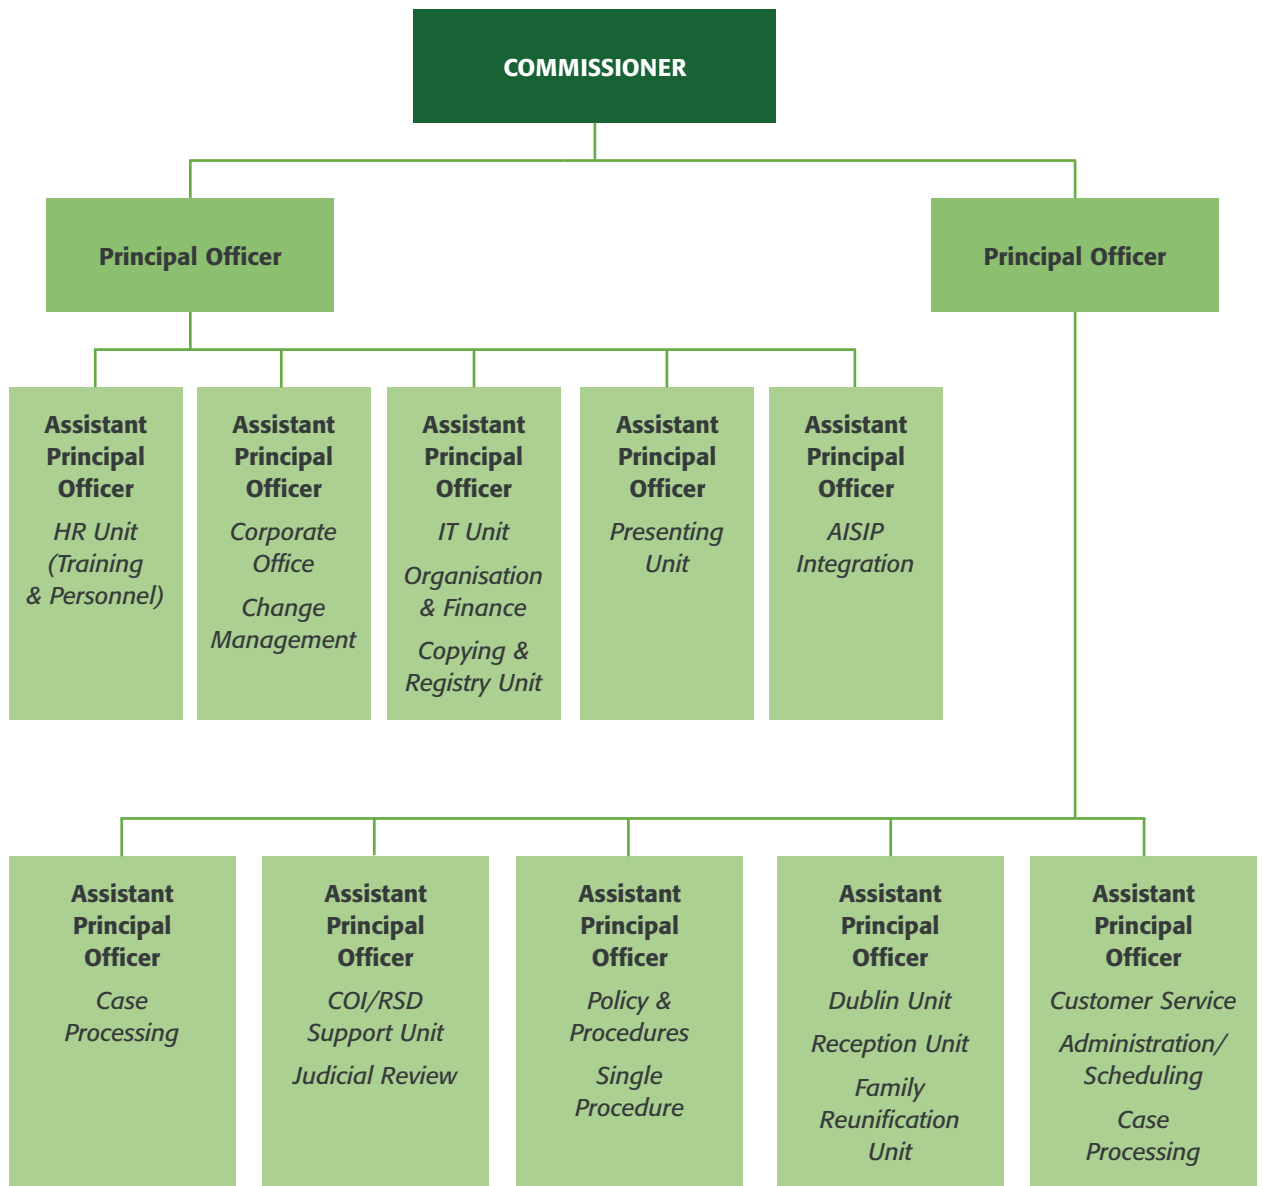 COMMISSIONER
Principal Officer
Principal Officer
Assistant
Principal
Officer
HR Unit
(Training
& Personnel)
Assistant
Principal
Officer
Corporate
Office
Change
Management
Assistant
Principal
Officer
IT Unit
Organisation
& Finance
Copying &
Registry Unit
Assistant
Principal
Officer
Presenting
Unit
Assistant
Principal
Officer
AISIP
Integration
Assistant
Principal
Officer
Case
Processing
Assistant
Principal
Officer
COI/RSD
Support Unit
Judicial Review
Assistant
Principal
Officer
Policy &
Procedures
Single
Procedure
Assistant
Principal
Officer
Dublin Unit
Reception Unit
Family
Reunification
Unit
Assistant
Principal
Officer
Customer Service
Administration/
Scheduling
Case
Processing